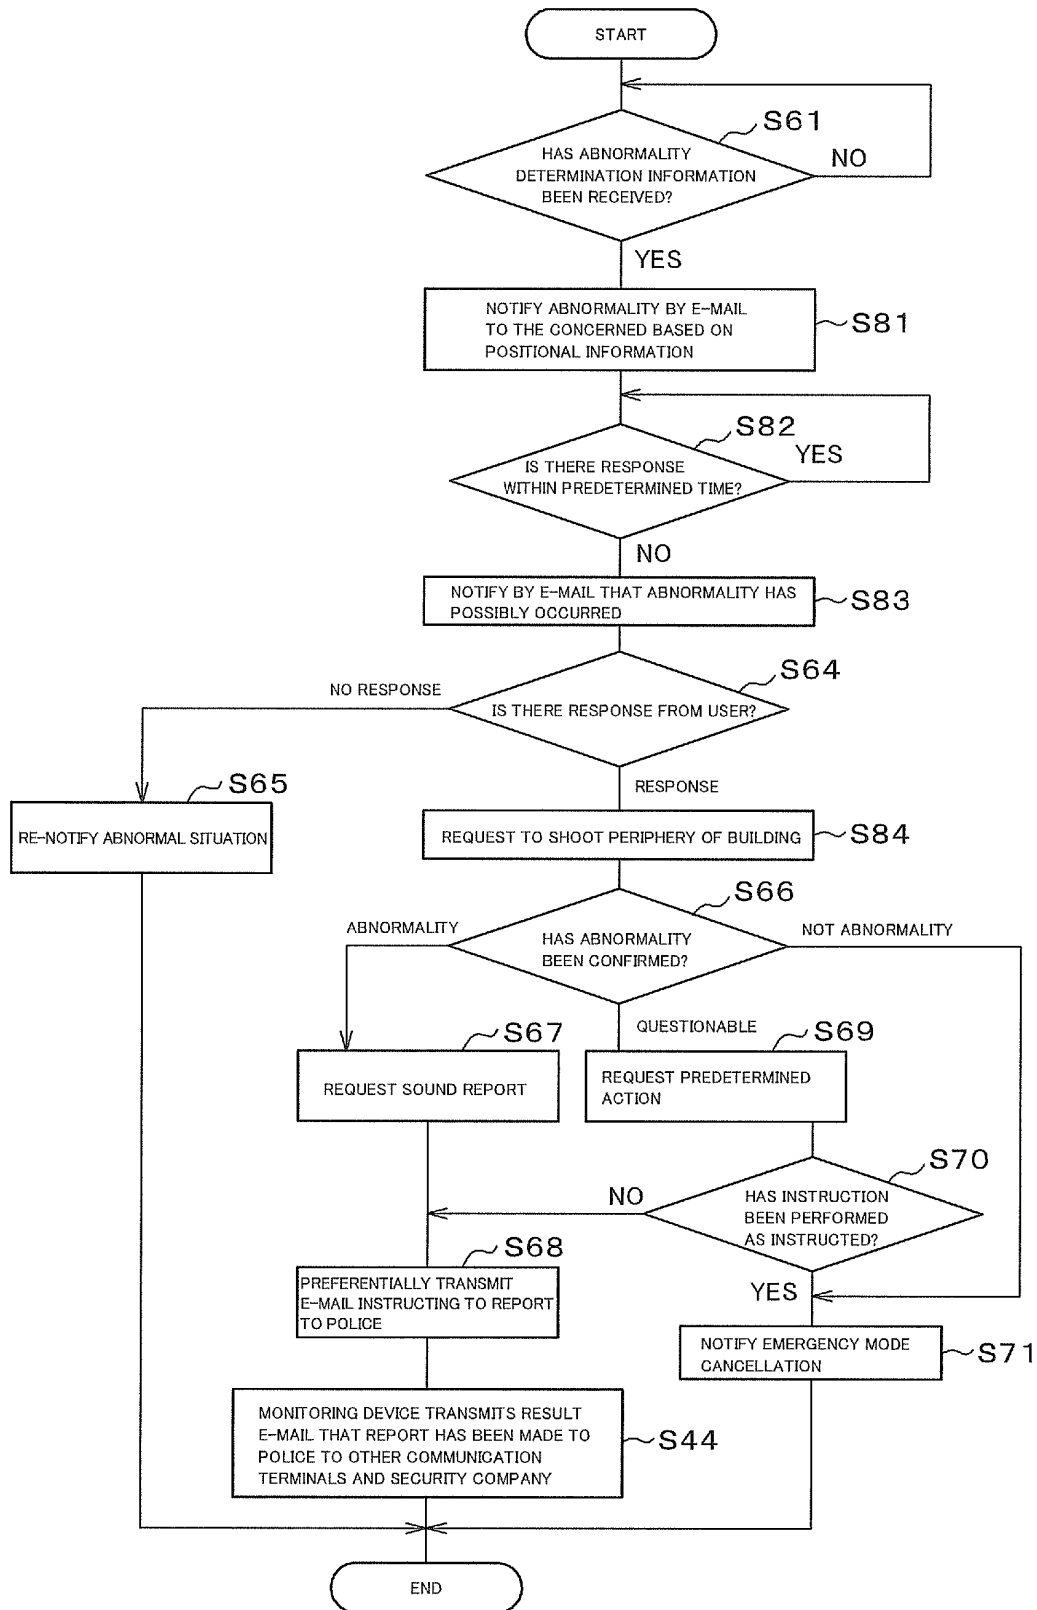 START
S61
HAS ABNORMALITY
DETERMINATION INFORMATION
BEEN RECEIVED?
NO
YES
NOTIFY ABNORMALITY BY E-MAIL
TO THE CONCERNED BASED ON
POSITIONAL INFORMATION
S81
S82
YES
IS THERE RESPONSE
WITHIN PREDETERMINED TIME?
NO
NOTIFY BY E-MAIL THAT ABNORMALITY HAS
POSSIBLY OCCURRED
S83
S64
NO RESPONSE
IS THERE RESPONSE FROM USER?
RESPONSE
S65
RE-NOTIFY ABNORMAL SITUATION
REQUEST TO SHOOT PERIPHERY OF BUILDING
S84
S66
ABNORMALITY
NOT ABNORMALITY
HAS ABNORMALITY
BEEN CONFIRMED?
QUESTIONABLE
S67
REQUEST SOUND REPORT
S69
REQUEST PREDETERMINED
ACTION
S70
NO
HAS INSTRUCTION
BEEN PERFORMED
AS INSTRUCTED?
YES
S68
PREFERENTIALLY TRANSMIT
E-MAIL INSTRUCTING TO REPORT
TO POLICE
NOTIFY EMERGENCY MODE
CANCELLATION
S71
MONITORING DEVICE TRANSMITS RESULT
E-MAIL THAT REPORT HAS BEEN MADE TO
POLICE TO OTHER COMMUNICATION
TERMINALS AND SECURITY COMPANY
S44
END